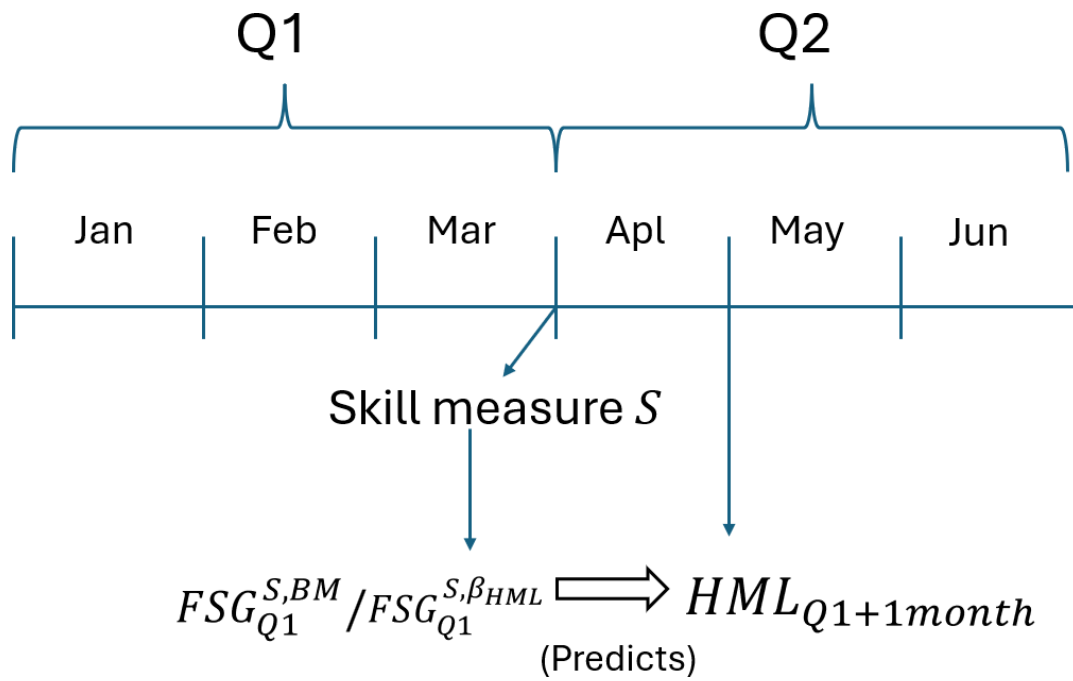 Q1 Q2
Jan Feb Mar Apl May Jun
Skill measure S
FSG_{Q1}^{S,BM}/FSG_{Q1}^{S,β_{HML}} HML_{Q1+1month}
(Predicts)